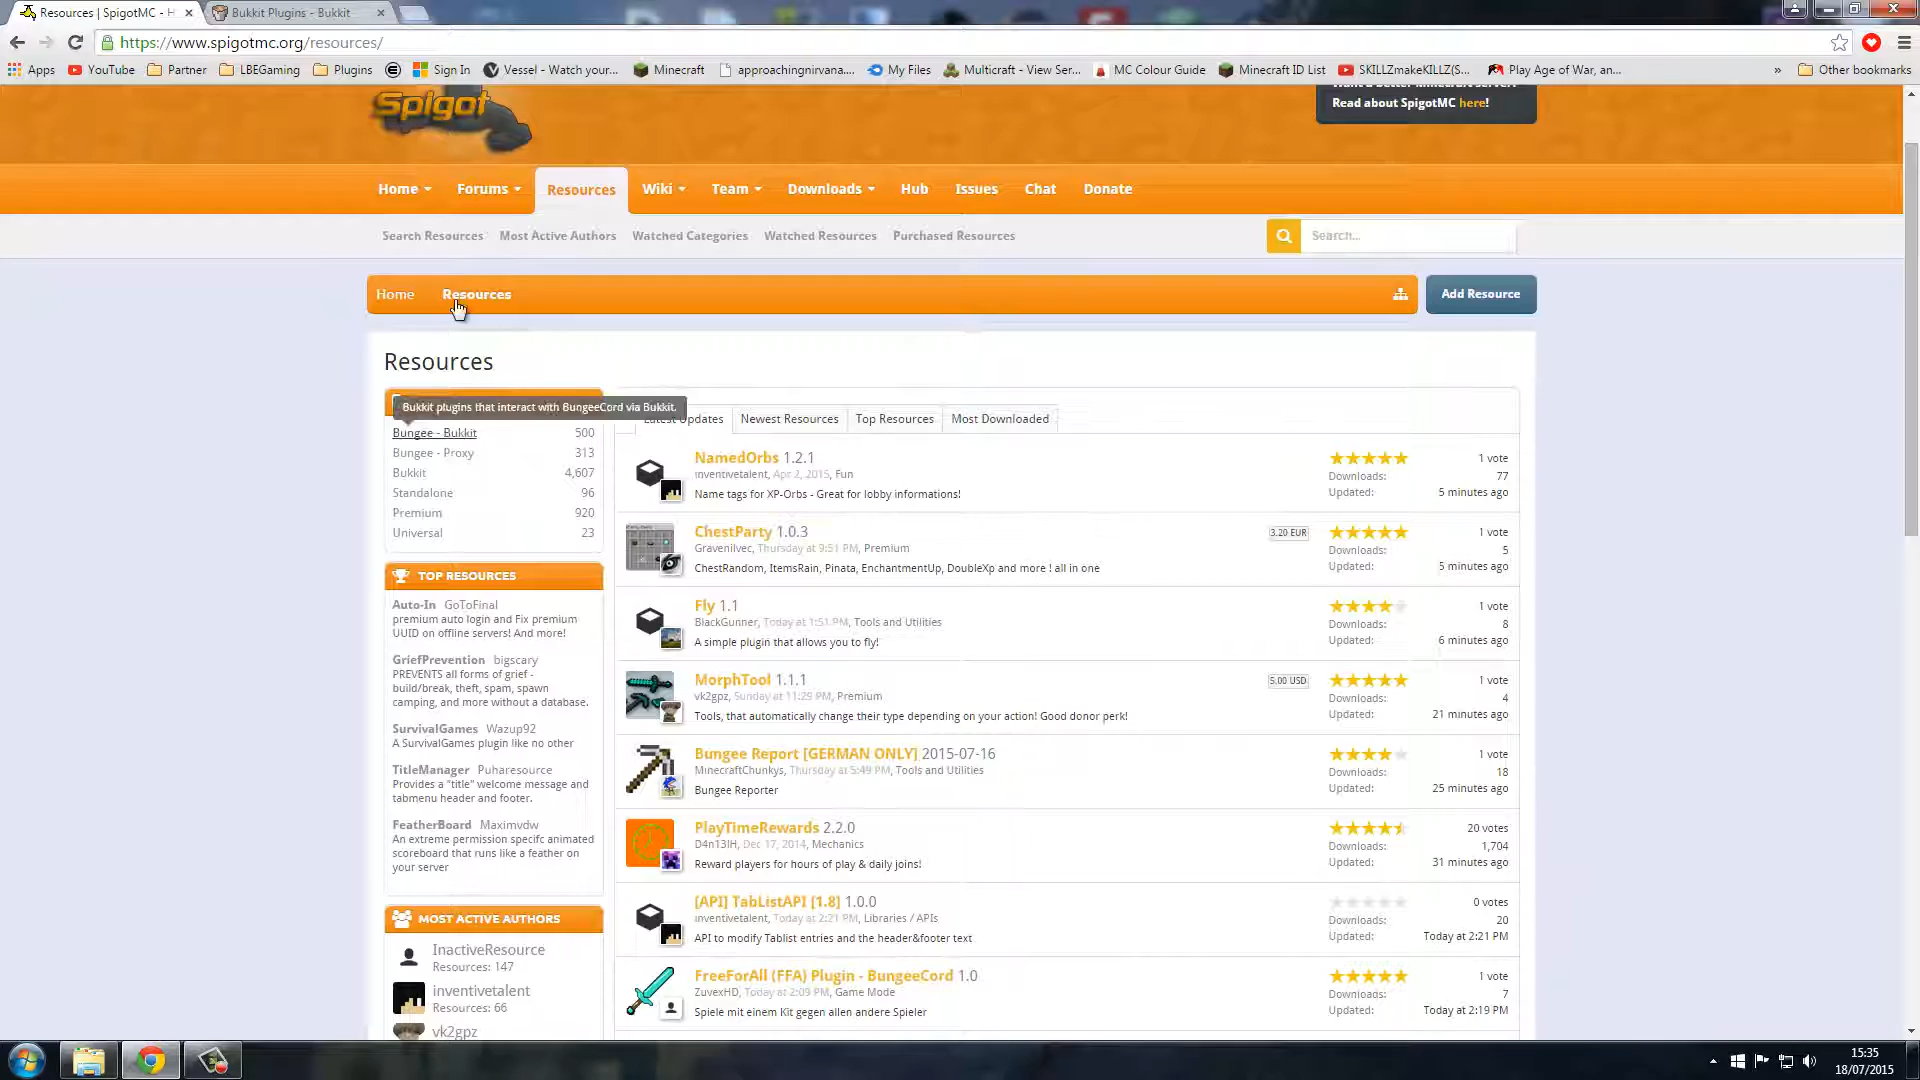 Resources | SpigotMC - H
Bukkit Plugins - Bukkit
https://www.spigotmc.org/resources/
Apps
YouTube
Partner
LBEGaming
Plugins
Sign In
Vessel - Watch your...
Minecraft
approachingnirvana....
My Files
Multicraft - View Ser...
MC Colour Guide
Minecraft ID List
SKILLZmakeKILLZ(S...
Play Age of War, an...
»
Other bookmarks
Spigot
Read about SpigotMC here!
Home
Forums
Resources
Wiki
Team
Downloads
Hub
Issues
Chat
Donate
Search Resources
Most Active Authors
Watched Categories
Watched Resources
Purchased Resources
Search...
Home
Resources
Add Resource
Resources
Bukkit plugins that interact with BungeeCord via Bukkit.
Bungee - Bukkit 500
Bungee - Proxy 313
Bukkit 4,607
Standalone 96
Premium 920
Universal 23
TOP RESOURCES
Auto-In GoToFinal
premium auto login and Fix premium
UUID on offline servers! And more!
GriefPrevention bigscary
PREVENTS all forms of grief -
build/break, theft, spam, spawn
camping, and more without a database.
SurvivalGames Wazup92
A SurvivalGames plugin like no other
TitleManager Puharesource
Provides a "title" welcome message and
tabmenu header and footer.
FeatherBoard Maximvdw
An extreme permission specifc animated
scoreboard that runs like a feather on
your server
MOST ACTIVE AUTHORS
InactiveResource
Resources: 147
inventivetalent
Resources: 66
vk2gpz
Latest Updates
Newest Resources
Top Resources
Most Downloaded
NamedOrbs 1.2.1
inventivetalent, Apr 2, 2015, Fun
Name tags for XP-Orbs - Great for lobby informations!
1 vote
Downloads: 77
Updated: 5 minutes ago
ChestParty 1.0.3
Gravenilvec, Thursday at 9:51 PM, Premium
ChestRandom, ItemsRain, Pinata, EnchantmentUp, DoubleXp and more ! all in one
3.20 EUR
1 vote
Downloads: 5
Updated: 5 minutes ago
Fly 1.1
BlackGunner, Today at 1:51 PM, Tools and Utilities
A simple plugin that allows you to fly!
1 vote
Downloads: 8
Updated: 6 minutes ago
MorphTool 1.1.1
vk2gpz, Sunday at 11:29 PM, Premium
Tools, that automatically change their type depending on your action! Good donor perk!
5.00 USD
1 vote
Downloads: 4
Updated: 21 minutes ago
Bungee Report [GERMAN ONLY] 2015-07-16
MinecraftChunkys, Thursday at 5:49 PM, Tools and Utilities
Bungee Reporter
1 vote
Downloads: 18
Updated: 25 minutes ago
PlayTimeRewards 2.2.0
D4n13lH, Dec 17, 2014, Mechanics
Reward players for hours of play & daily joins!
20 votes
Downloads: 1,704
Updated: 31 minutes ago
[API] TabListAPI [1.8] 1.0.0
inventivetalent, Today at 2:21 PM, Libraries / APIs
API to modify Tablist entries and the header&footer text
0 votes
Downloads: 20
Updated: Today at 2:21 PM
FreeForAll (FFA) Plugin - BungeeCord 1.0
ZuvexHD, Today at 2:09 PM, Game Mode
Spiele mit einem Kit gegen allen andere Spieler
1 vote
Downloads: 7
Updated: Today at 2:19 PM
15:35
18/07/2015